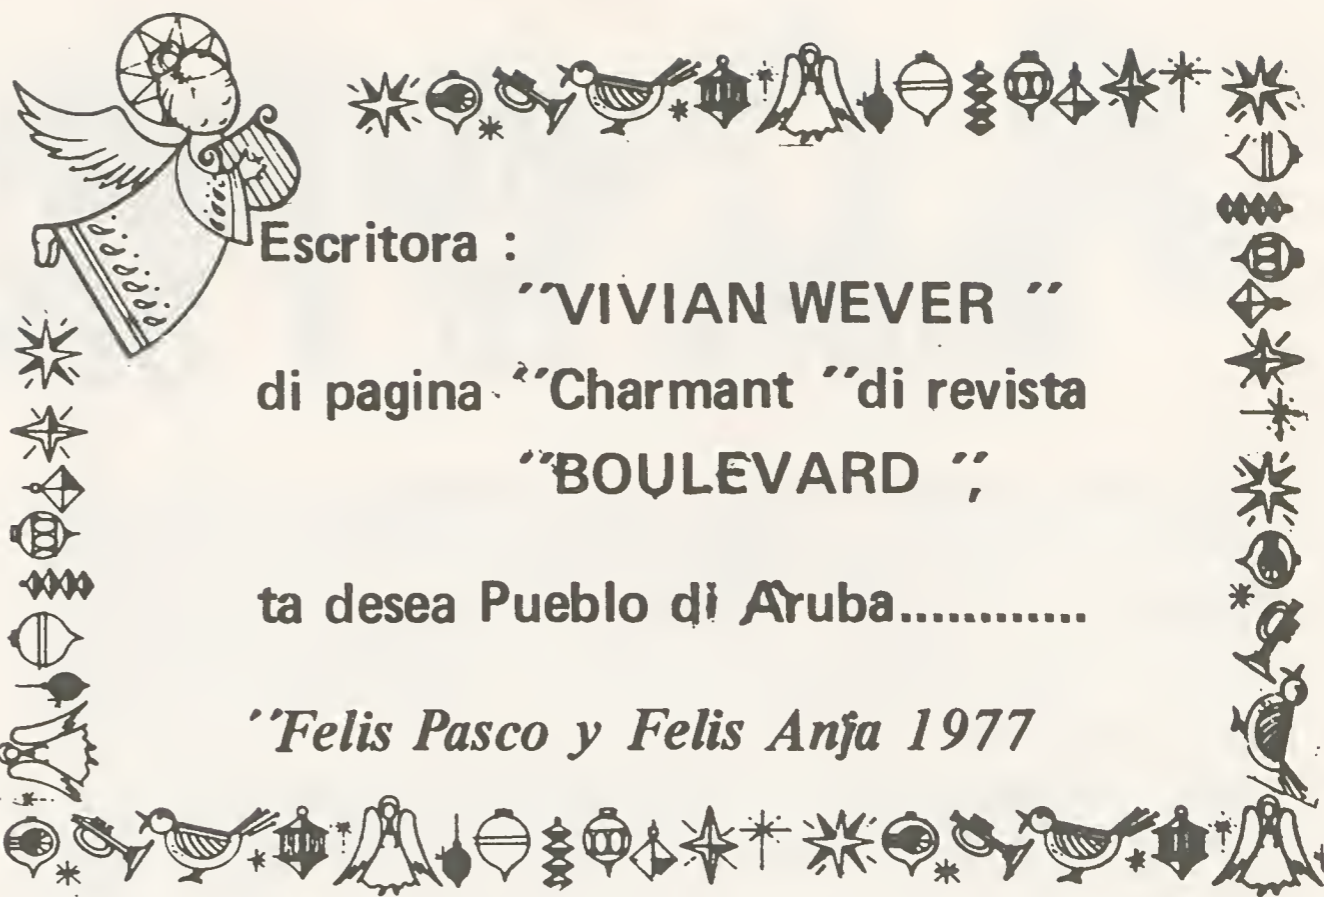 Escritora :
´´VIVIAN WEVER ´´
di pagina ´´Charmant ´´di revista
´´BOULEVARD ´´,
ta desea Pueblo di Aruba............
´´Felis Pasco y Felis Anja 1977